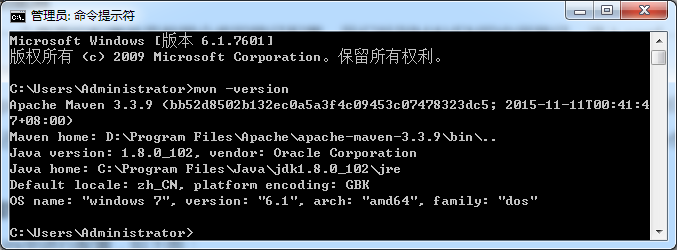 管理员: 命令提示符
Microsoft Windows [版本 6.1.7601]
版权所有 (c) 2009 Microsoft Corporation。保留所有权利。
C:\Users\Administrator>mvn -version
Apache Maven 3.3.9 (bb52d8502b132ec0a5a3f4c09453c07478323dc5; 2015-11-11T00:41:4
7+08:00)
Maven home: D:\Program Files\Apache\apache-maven-3.3.9\bin\..
Java version: 1.8.0_102, vendor: Oracle Corporation
Java home: C:\Program Files\Java\jdk1.8.0_102\jre
Default locale: zh_CN, platform encoding: GBK
OS name: "windows 7", version: "6.1", arch: "amd64", family: "dos"
C:\Users\Administrator>